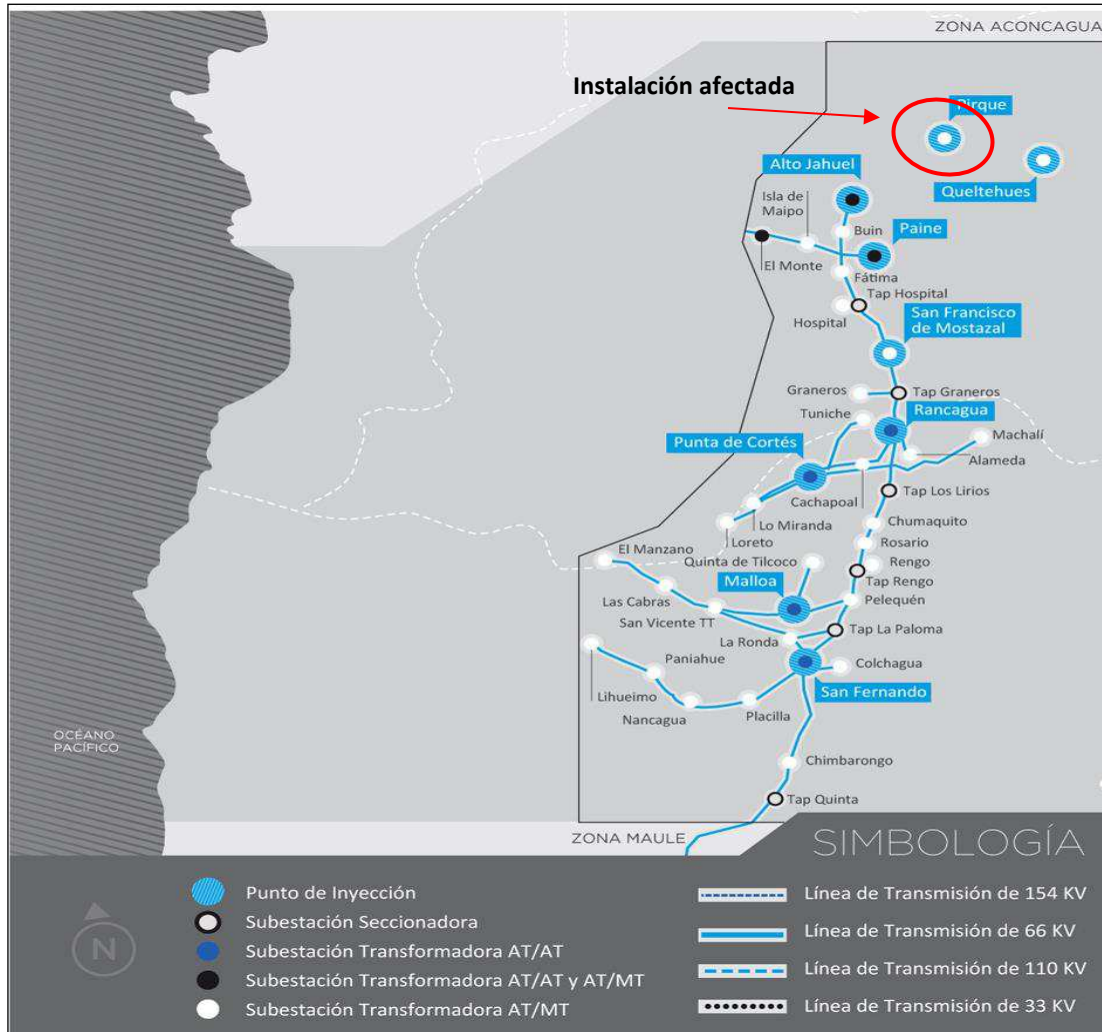 ZONA ACONCAGUA
Instalación afectada
Pirque
Alto Jahuel
Queltehues
Isla de
Maipo
Buin
Paine
El Monte
Fátima
Tap Hospital
Hospital
San Francisco
de Mostazal
Graneros
Tap Graneros
Tuniche
Rancagua
Machalí
Punta de Cortés
Alameda
Cachapoal
Tap Los Lirios
Lo Miranda
Chumaquito
Loreto
Rosario
El Manzano
Quinta de Tilcoco
Rengo
Tap Rengo
Malloa
Las Cabras
Pelequén
San Vicente TT
Tap La Paloma
La Ronda
Paniahue
Colchagua
Lihueimo
San Fernando
Nancagua
Placilla
OCÉANO
PACÍFICO
Chimbarongo
Tap Quinta
ZONA MAULE
SIMBOLOGÍA
Punto de Inyección
Subestación Seccionadora
Subestación Transformadora AT/AT
Subestación Transformadora AT/AT y AT/MT
Subestación Transformadora AT/MT
Línea de Transmisión de 154 KV
Línea de Transmisión de 66 KV
Línea de Transmisión de 110 KV
Línea de Transmisión de 33 KV
N